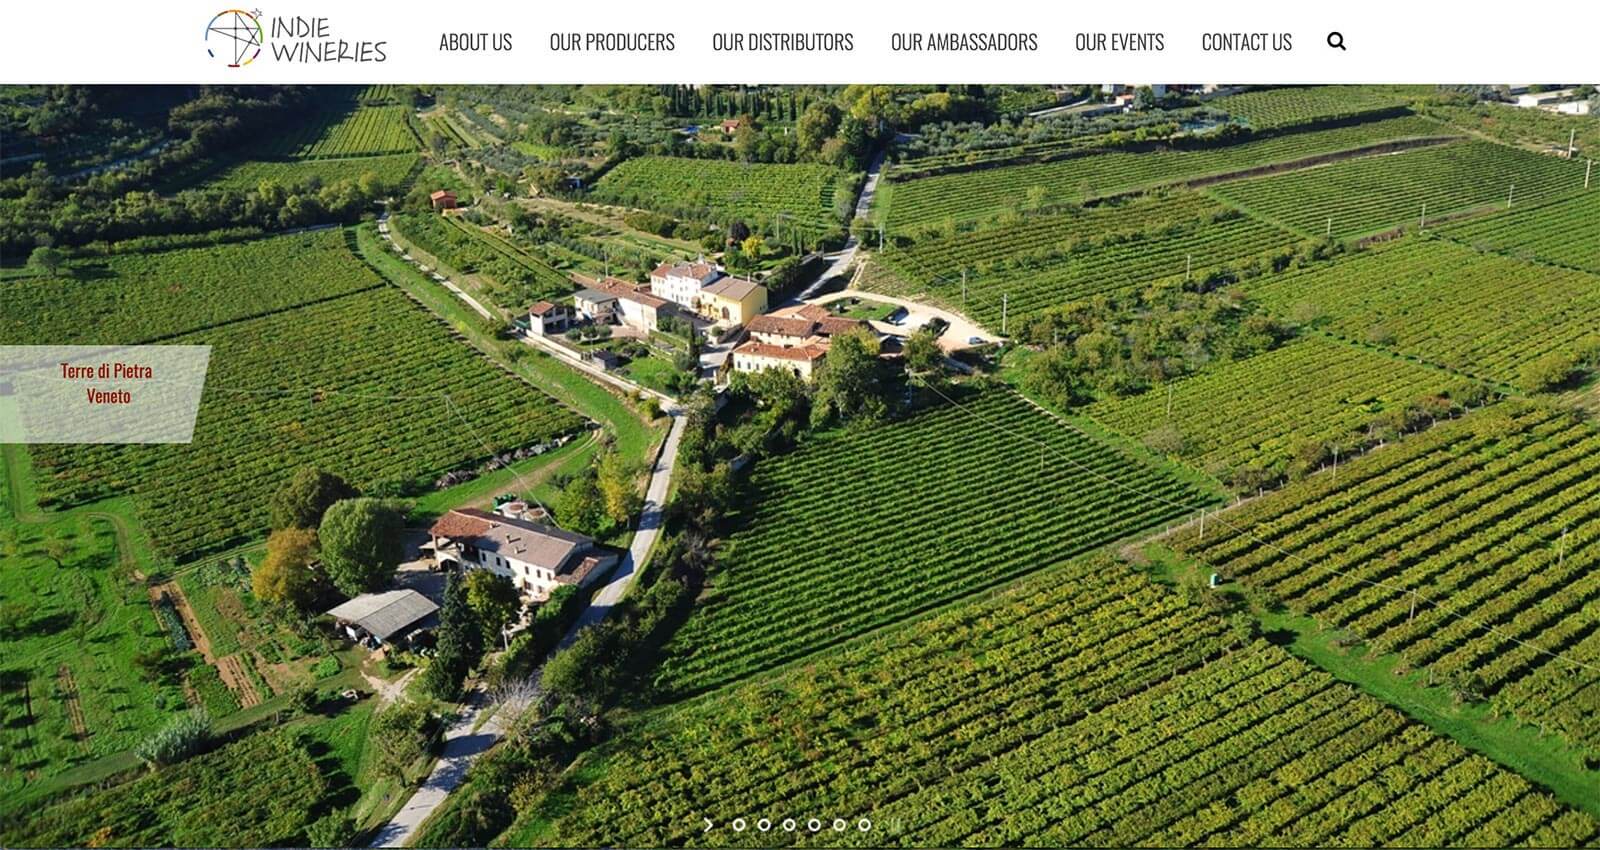 INDIE
WINERIES
ABOUT US
OUR PRODUCERS
OUR DISTRIBUTORS
OUR AMBASSADORS
OUR EVENTS
CONTACT US
Terre di Pietra
Veneto